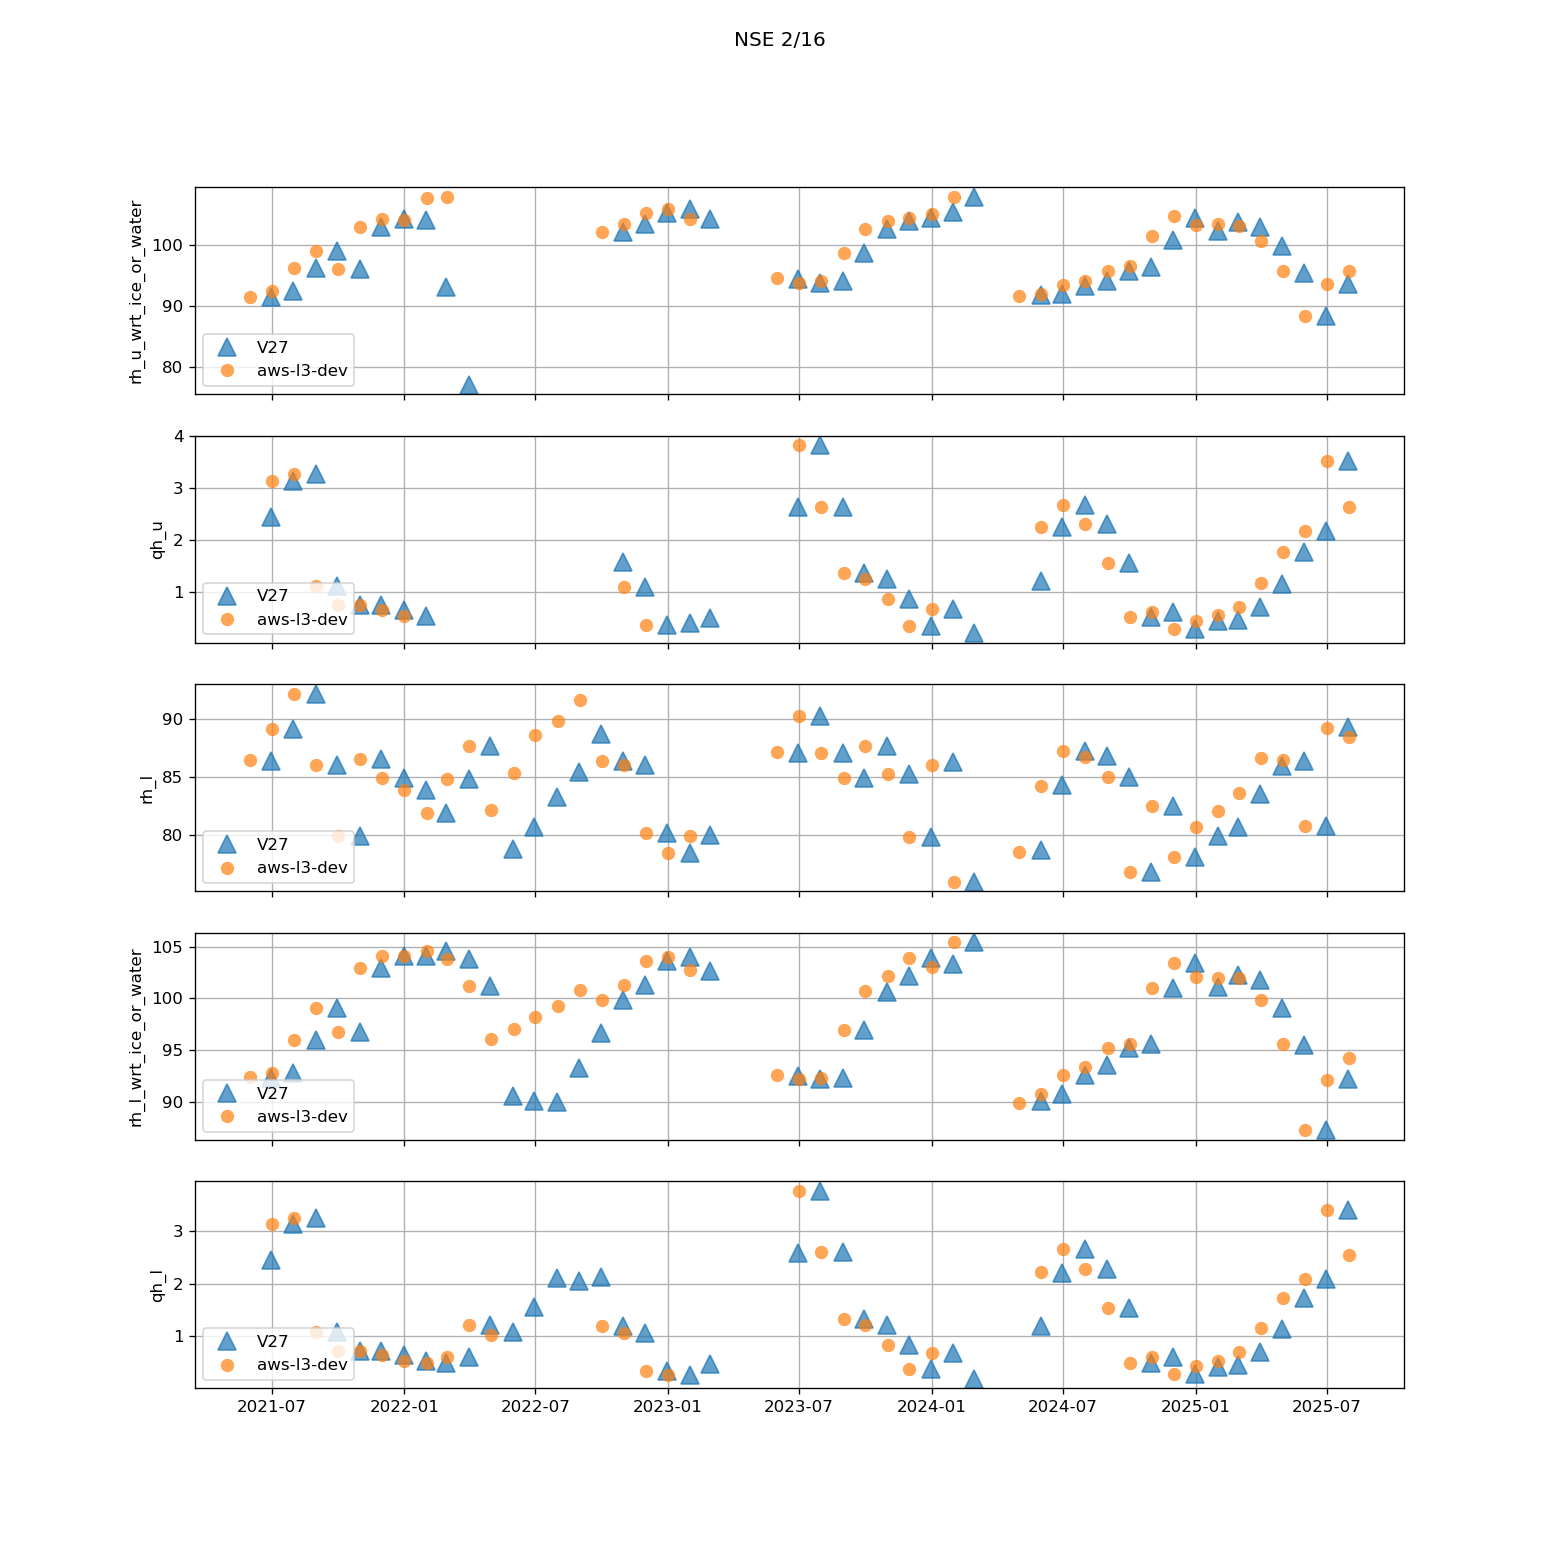 NSE 2/16
rh_u_wrt_ice_or_water
100
90
80
V27
aws-l3-dev
qh_u
4
3
2
1
V27
aws-l3-dev
rh_l
90
85
80
V27
aws-l3-dev
rh_l_wrt_ice_or_water
105
100
95
90
V27
aws-l3-dev
qh_l
3
2
1
V27
aws-l3-dev
2021-07 2022-01 2022-07 2023-01 2023-07 2024-01 2024-07 2025-01 2025-07